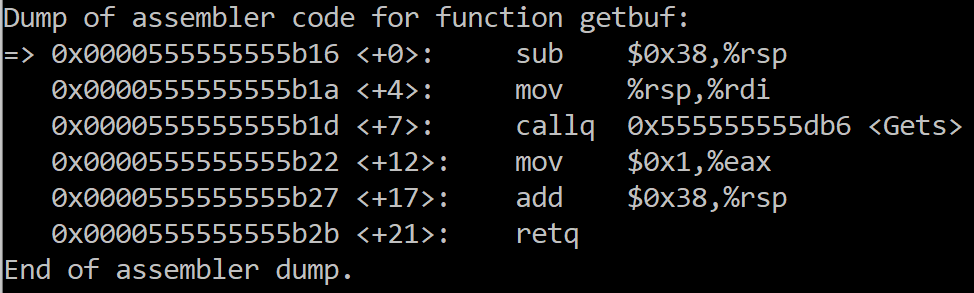 Dump of assembler code for function getbuf:
=> 0x0000555555555b16 <+0>: sub $0x38,%rsp
0x0000555555555b1a <+4>: mov %rsp,%rdi
0x0000555555555b1d <+7>: callq 0x555555555db6 <Gets>
0x0000555555555b22 <+12>: mov $0x1,%eax
0x0000555555555b27 <+17>: add $0x38,%rsp
0x0000555555555b2b <+21>: retq
End of assembler dump.